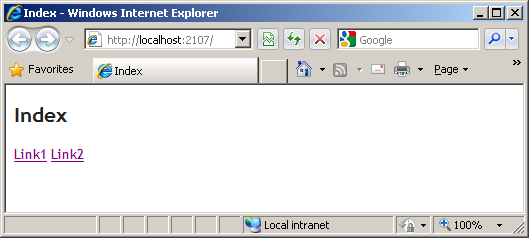 Index - Windows Internet Explorer
http://localhost:2107/
Google
Favorites
Index
Page
»
Index
Link1 Link2
Local intranet
100%